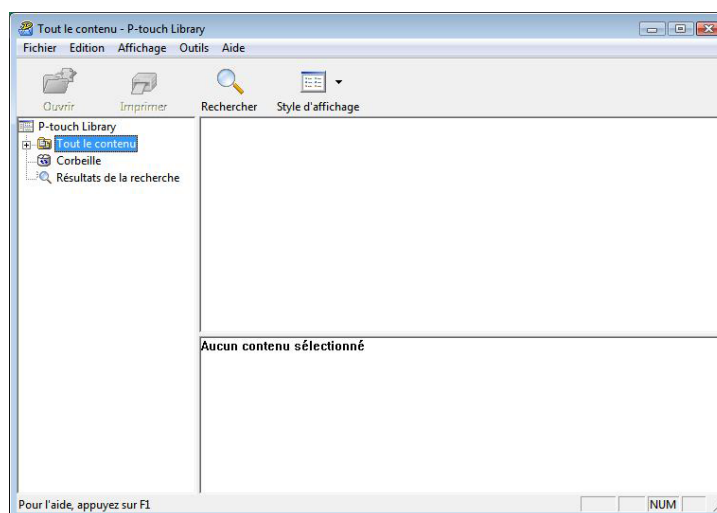 Tout le contenu - P-touch Library
Fichier Edition Affichage Outils Aide
Ouvrir Imprimer Rechercher Style d'affichage
P-touch Library
Tout le contenu
Corbeille
Résultats de la recherche
Aucun contenu sélectionné
Pour l'aide, appuyez sur F1
NUM